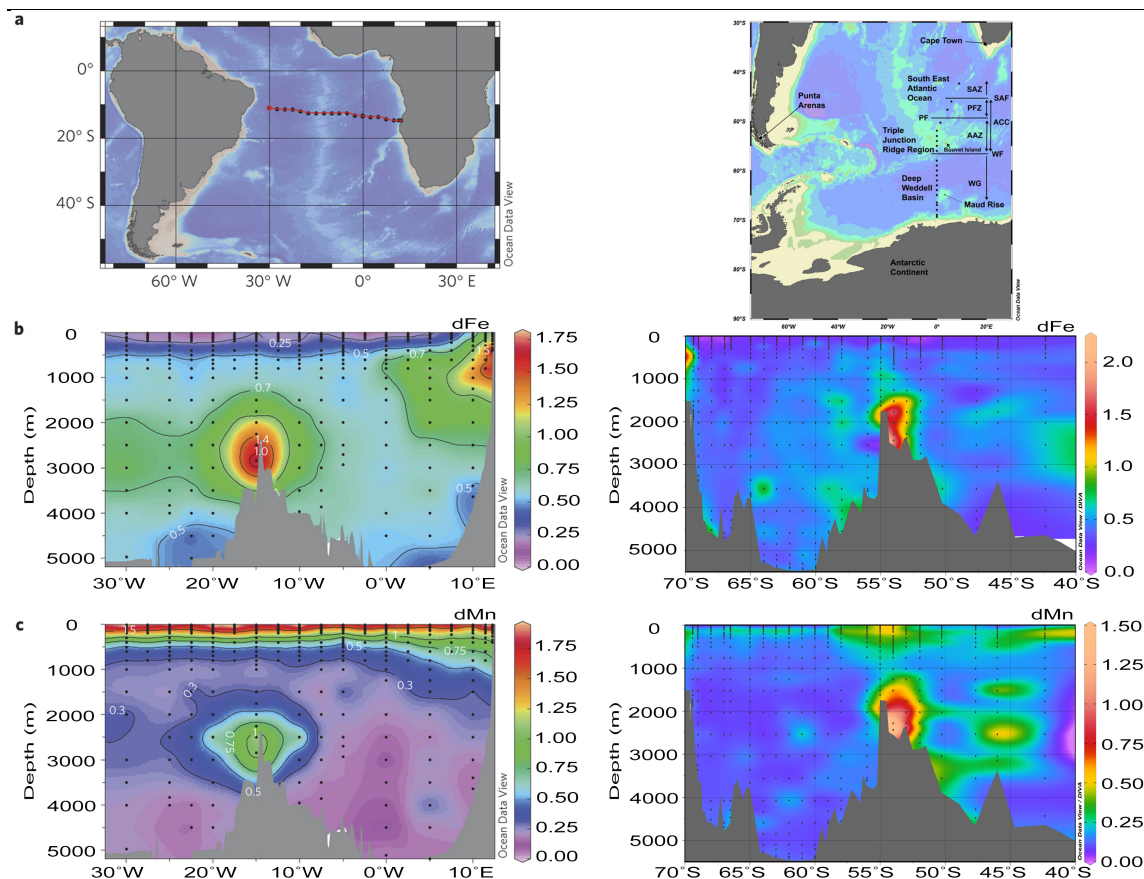 a
0°
20° S
40° S
60° W
30° W
0°
30° E
Ocean Data View
30°S
40°S
50°S
60°S
70°S
80°S
90°S
60°W
40°W
20°W
0°
20°E
Cape Town
South East
Atlantic
Ocean
SAZ
SAF
Punta
Arenas
PFZ
PF
ACC
AAZ
Triple
Junction
Ridge Region
Bouvet Island
WF
Deep
Weddell
Basin
WG
Maud Rise
Antarctic
Continent
Ocean Data View
b
dFe
0
1000
2000
3000
4000
5000
Depth (m)
30°W
20°W
10°W
0°W
10°E
0.25
0.5
0.7
0.7
1.4
1.0
0.5
0.5
1.75
1.50
1.25
1.00
0.75
0.50
0.25
0.00
Ocean Data View
dFe
0
1000
2000
3000
4000
5000
Depth (m)
70°S
65°S
65°S
55°S
50°S
45°S
40°S
2.0
1.5
1.0
0.5
0.0
Ocean Data View / DIVA
c
dMn
0
1000
2000
3000
4000
5000
Depth (m)
30°W
20°W
10°W
0°W
10°E
1.5
1
0.5
0.75
0.3
0.3
0.3
0.75
1
0.5
1.75
1.50
1.25
1.00
0.75
0.50
0.25
0.00
Ocean Data View
dMn
0
1000
2000
3000
4000
5000
Depth (m)
70°S
65°S
60°S
55°S
50°S
45°S
40°S
1.50
1.25
1.00
0.75
0.50
0.25
0.00
Ocean Data View / DIVA